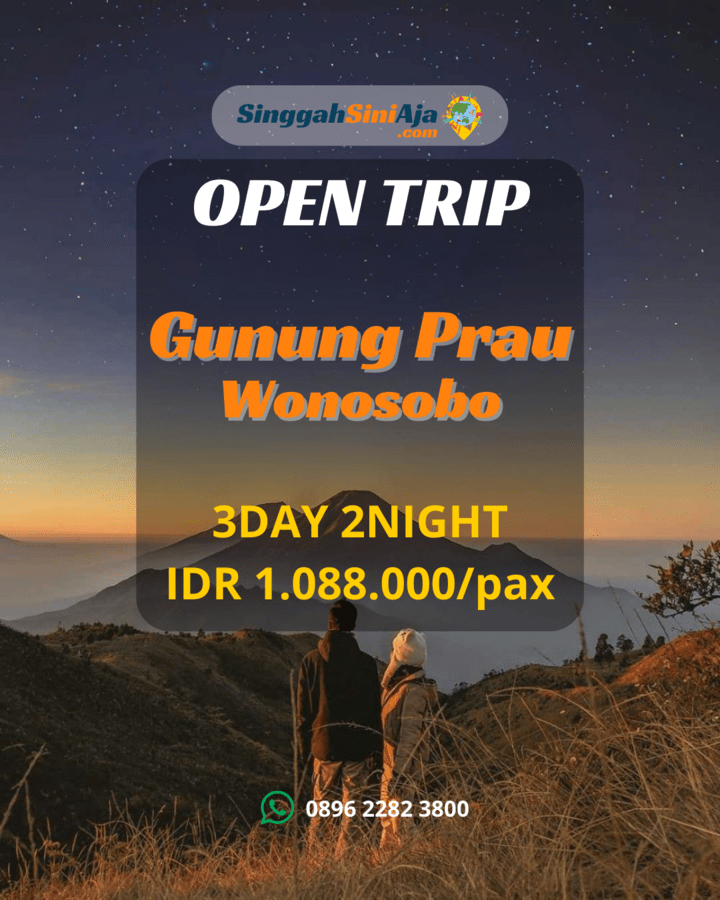 SinggahSiniAja
.com
OPEN TRIP
Gunung Prau
Wonosobo
3DAY 2NIGHT
IDR 1.088.000/pax
0896 2282 3800